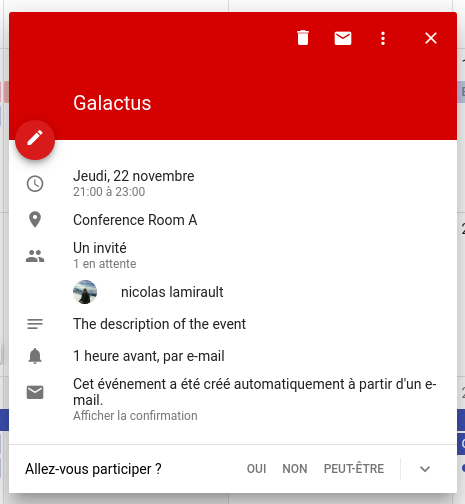 Galactus
Jeudi, 22 novembre
21:00 à 23:00
Conference Room A
Un invité
1 en attente
nicolas lamirault
The description of the event
1 heure avant, par e-mail
Cet événement a été créé automatiquement à partir d'un e-
mail.
Afficher la confirmation
Allez-vous participer ? OUI NON PEUT-ÊTRE